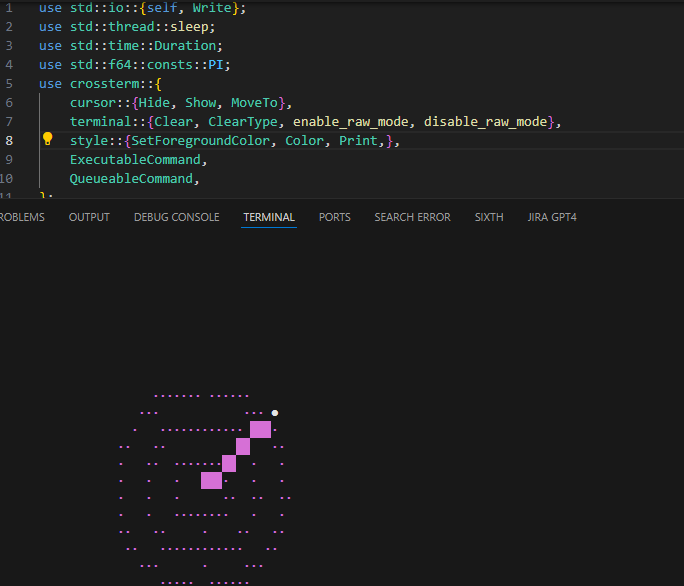 1 use std::io::{self, Write};
2 use std::thread::sleep;
3 use std::time::Duration;
4 use std::f64::consts::PI;
5 use crossterm::{
6     cursor::{Hide, Show, MoveTo},
7     terminal::{Clear, ClearType, enable_raw_mode, disable_raw_mode},
8     style::{SetForegroundColor, Color, Print,},
9     ExecutableCommand,
10     QueueableCommand,
11 };
ROBLEMS OUTPUT DEBUG CONSOLE TERMINAL PORTS SEARCH ERROR SIXTH JIRA GPT4